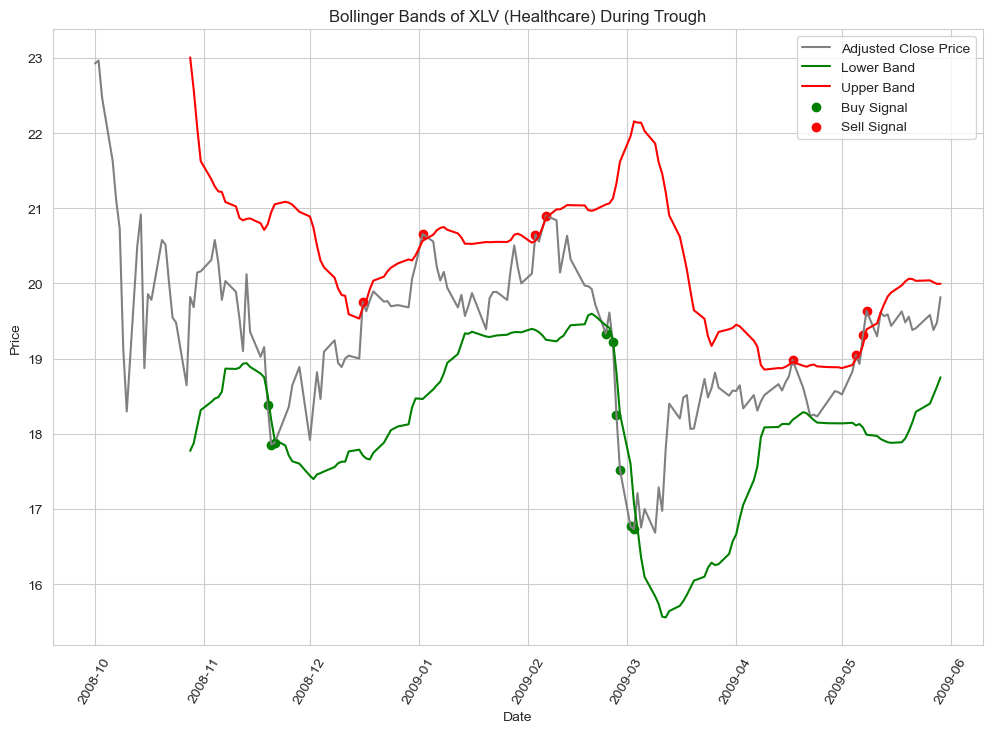 Bollinger Bands of XLV (Healthcare) During Trough
Adjusted Close Price
Lower Band
Upper Band
Buy Signal
Sell Signal
Price
23
22
21
20
19
18
17
16
2008-10
2008-11
2008-12
2009-01
2009-02
2009-03
2009-04
2009-05
2009-06
Date